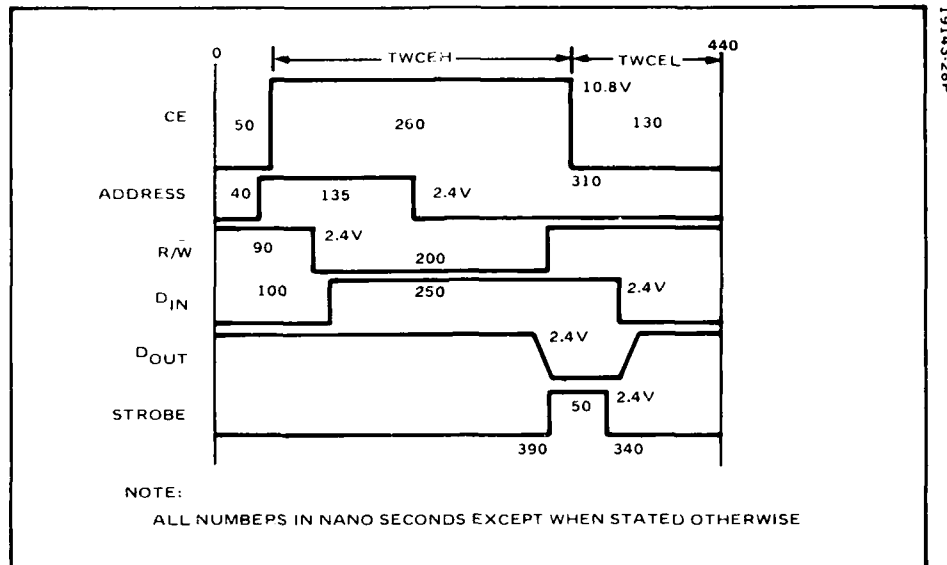 0
TWCEH
TWCEL
440
10.8V
CE
50
260
130
310
ADDRESS
40
135
2.4V
R/W̄
90
2.4V
200
DIN
100
250
2.4V
DOUT
2.4V
STROBE
50
2.4V
390
340
NOTE:
ALL NUMBEPS IN NANO SECONDS EXCEPT WHEN STATED OTHERWISE